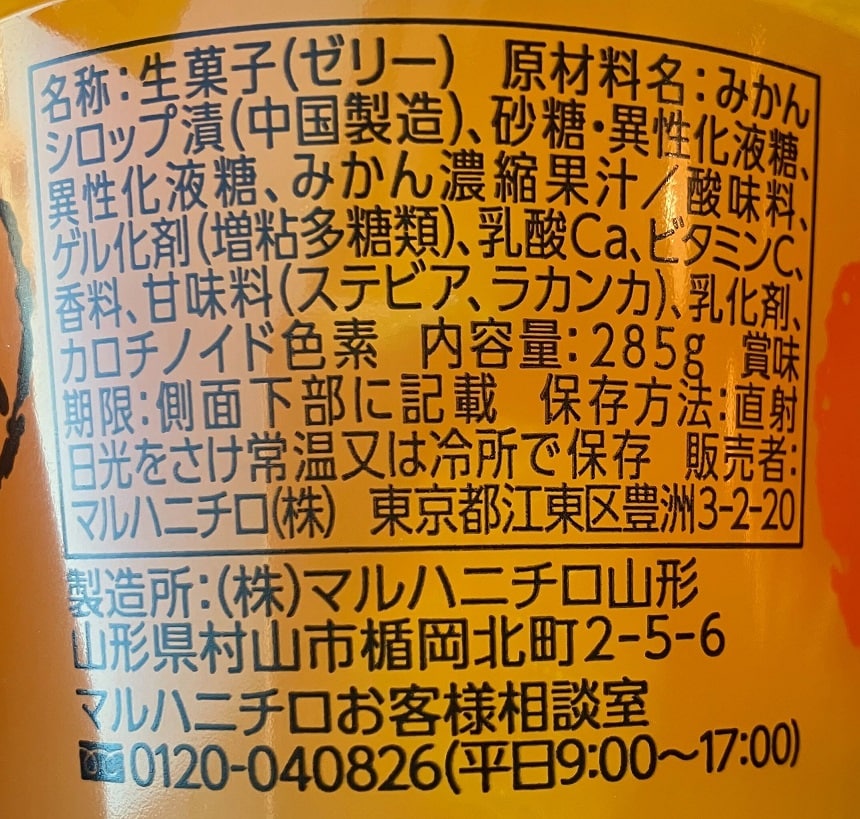 名称:生菓子(ゼリー) 原材料名:みかん
シロップ漬(中国製造)、砂糖・異性化液糖、
異性化液糖、みかん濃縮果汁/酸味料、
ゲル化剤(増粘多糖類)、乳酸Ca、ビタミンC、
香料、甘味料(ステビア、ラカンカ)、乳化剤、
カロチノイド色素 内容量:285g 賞味
期限:側面下部に記載 保存方法:直射
日光をさけ常温又は冷所で保存 販売者:
マルハニチロ(株) 東京都江東区豊洲3-2-20
製造所:(株)マルハニチロ山形
山形県村山市楯岡北町2-5-6
マルハニチロお客様相談室
0120-040826(平日9:00〜17:00)